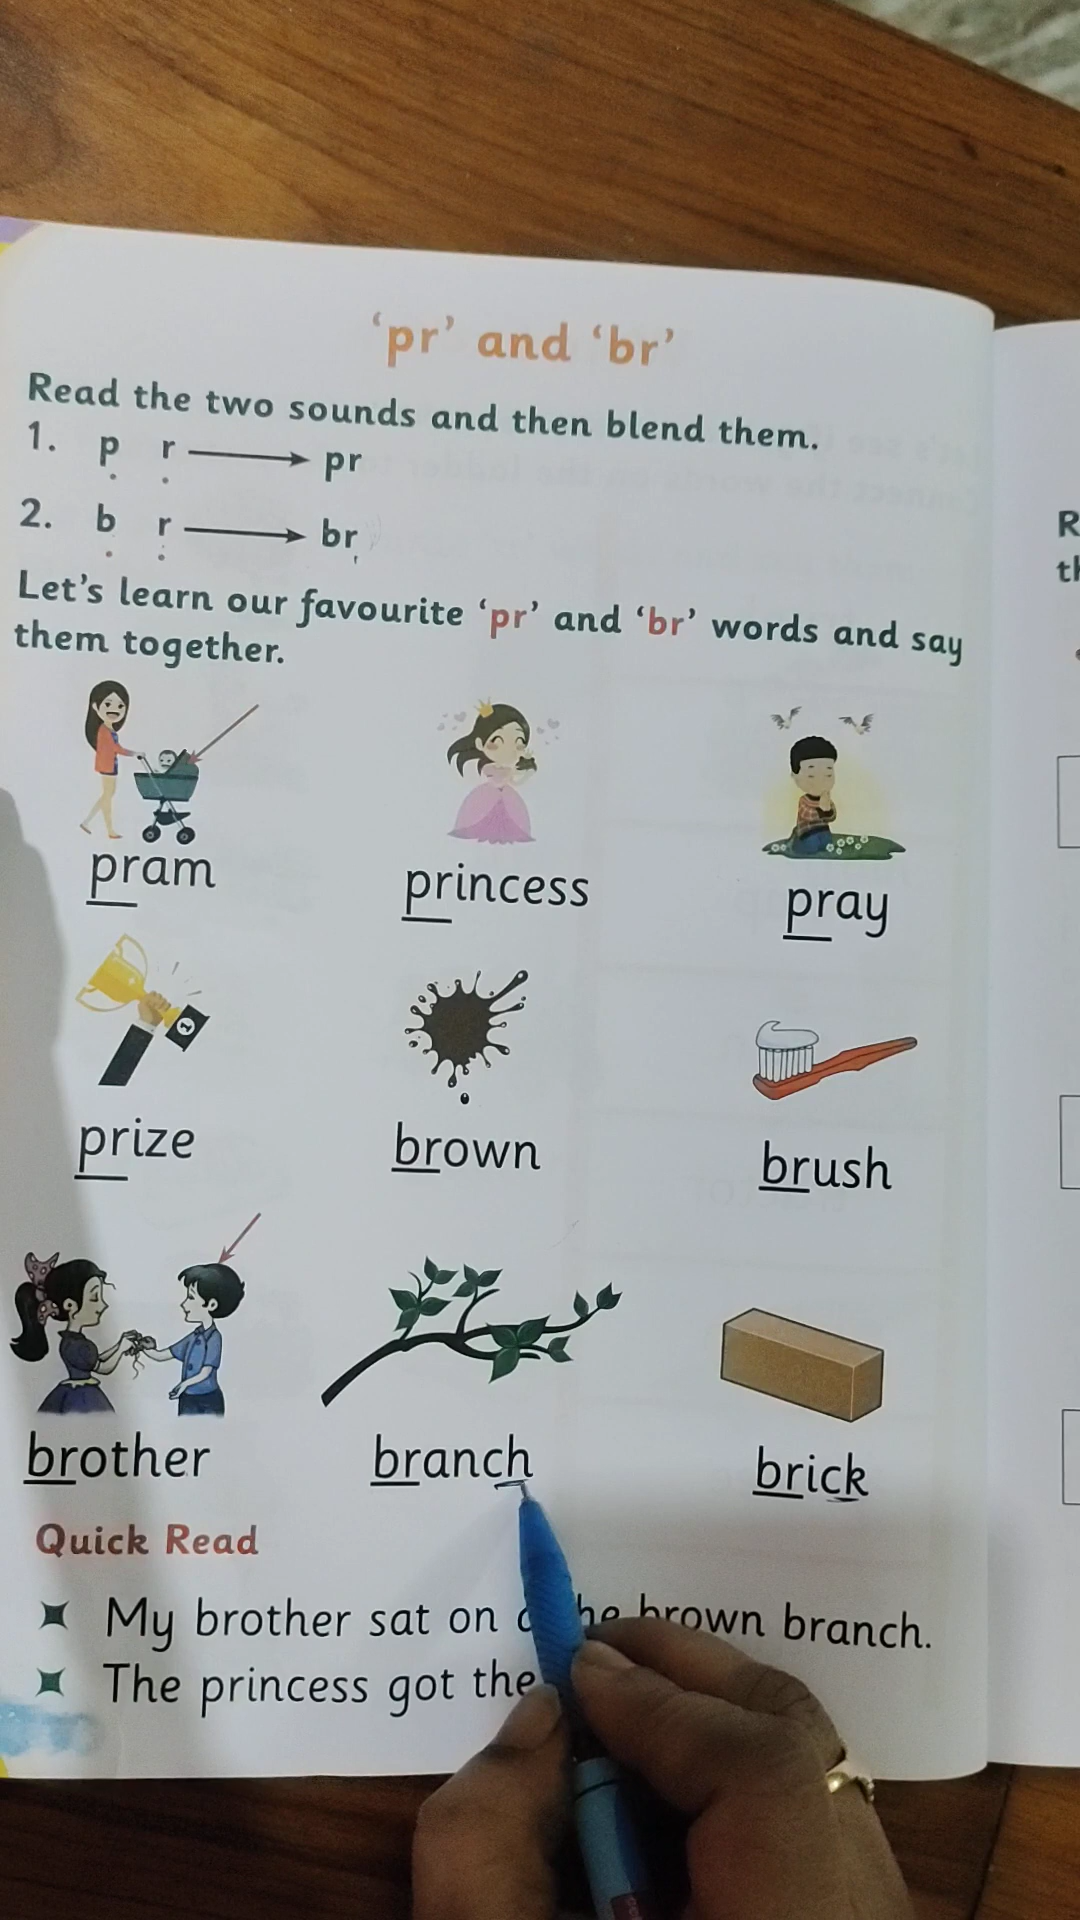 ‘pr’ and ‘br’
Read the two sounds and then blend them.
1. p r → pr
2. b r → br
Let’s learn our favourite ‘pr’ and ‘br’ words and say
them together.
pram princess pray
prize brown brush
brother branch brick
Quick Read
My brother sat on brown branch.
The princess got the